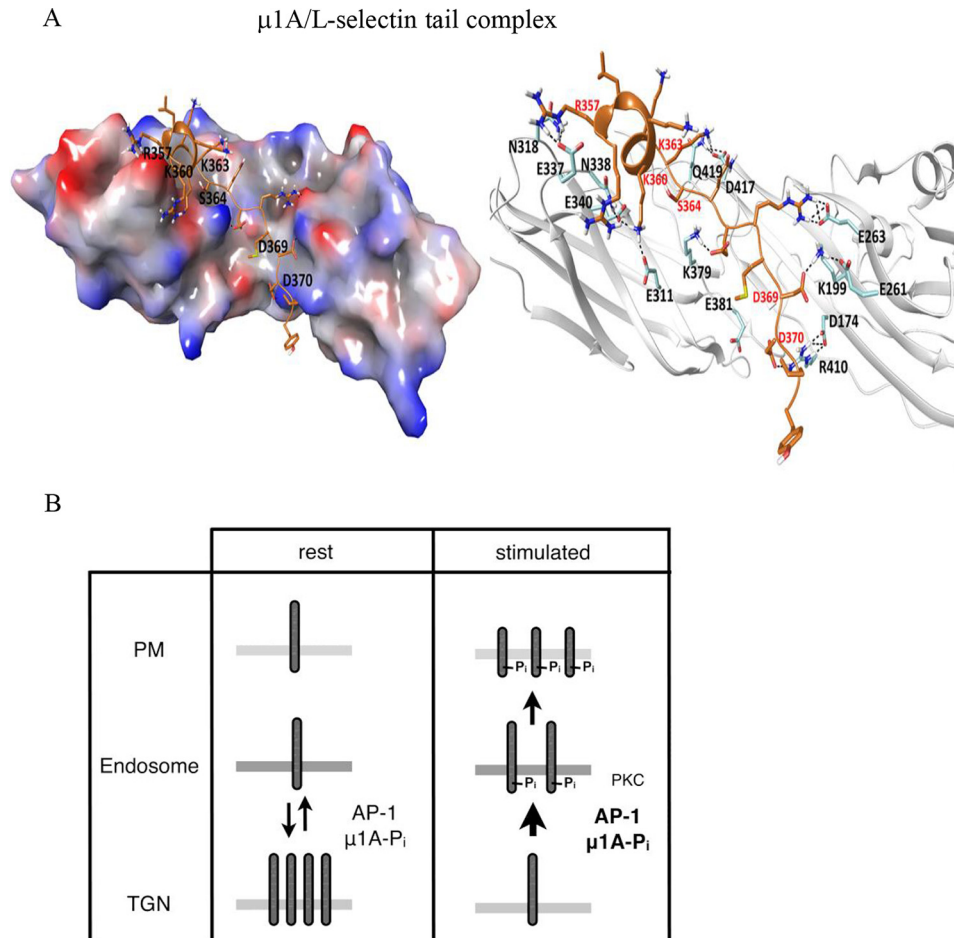 A
μ1A/L-selectin tail complex
R357
K360
K363
S364
D369
D370
R357
N318
E337
N338
K363
Q419
K360
D417
E340
S364
E263
K379
E311
K199
E261
E381
D369
D174
D370
R410
B
rest
stimulated
PM
Pi Pi Pi
Endosome
Pi Pi
PKC
AP-1
μ1A-Pi
AP-1
μ1A-Pi
TGN